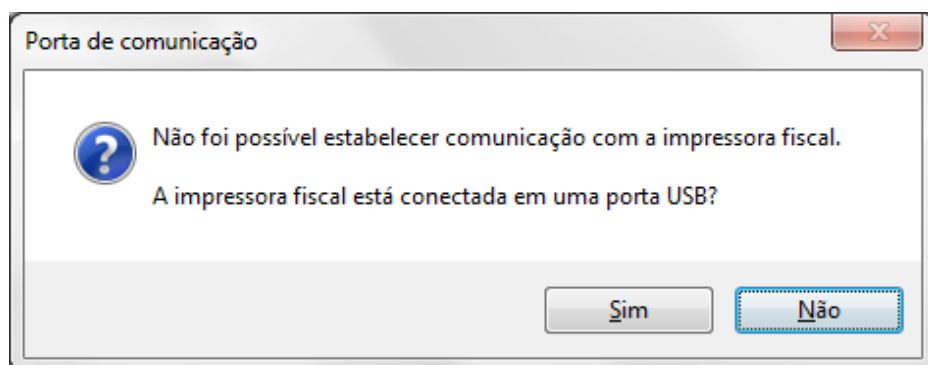 Porta de comunicação
Não foi possível estabelecer comunicação com a impressora fiscal.
A impressora fiscal está conectada em uma porta USB?
Sim
Não